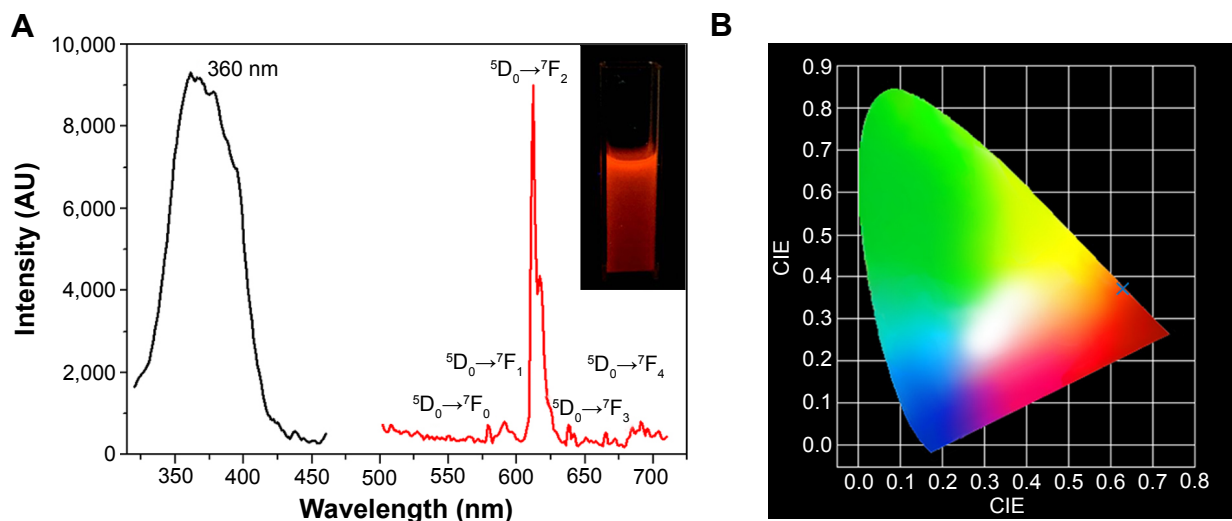 A
10,000
8,000
6,000
4,000
2,000
0
Intensity (AU)
360 nm
⁵D₀→⁷F₂
⁵D₀→⁷F₁
⁵D₀→⁷F₄
⁵D₀→⁷F₀
⁵D₀→⁷F₃
350 400 450 500 550 600 650 700
Wavelength (nm)
B
0.9
0.8
0.7
0.6
0.5
0.4
0.3
0.2
0.1
0.0
CIE
0.0 0.1 0.2 0.3 0.4 0.5 0.6 0.7 0.8
CIE